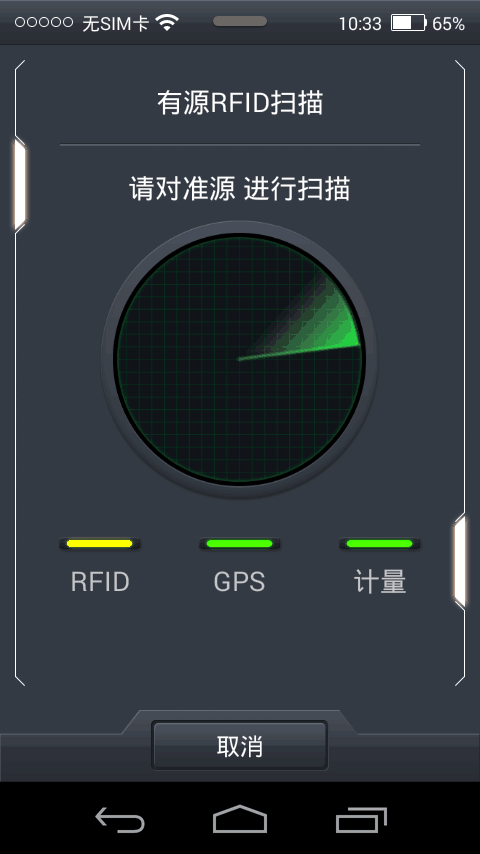 无SIM卡 10:33 65%
有源RFID扫描
请对准源 进行扫描
RFID GPS 计量
取消